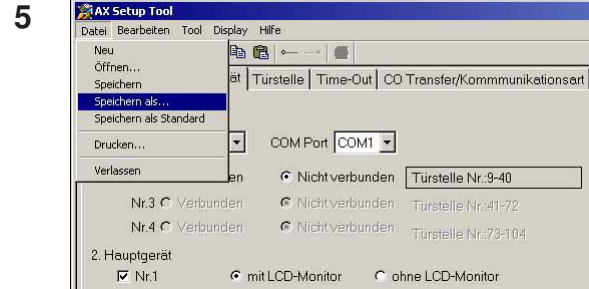 5
AX Setup Tool
Datei Bearbeiten Tool Display Hilfe
Neu
Öffnen...
Speichern
Speichern als...
Speichern als Standard
Drucken...
Verlassen
ät Türstelle Time-Out CO Transfer/Kommmunikationsart
COM Port COM1
en Nicht verbunden Türstelle Nr.:9-40
Nr.3 Verbunden Nicht verbunden Türstelle Nr.:41-72
Nr.4 Verbunden Nicht verbunden Türstelle Nr.:73-104
2. Hauptgerät
Nr.1 mit LCD-Monitor ohne LCD-Monitor